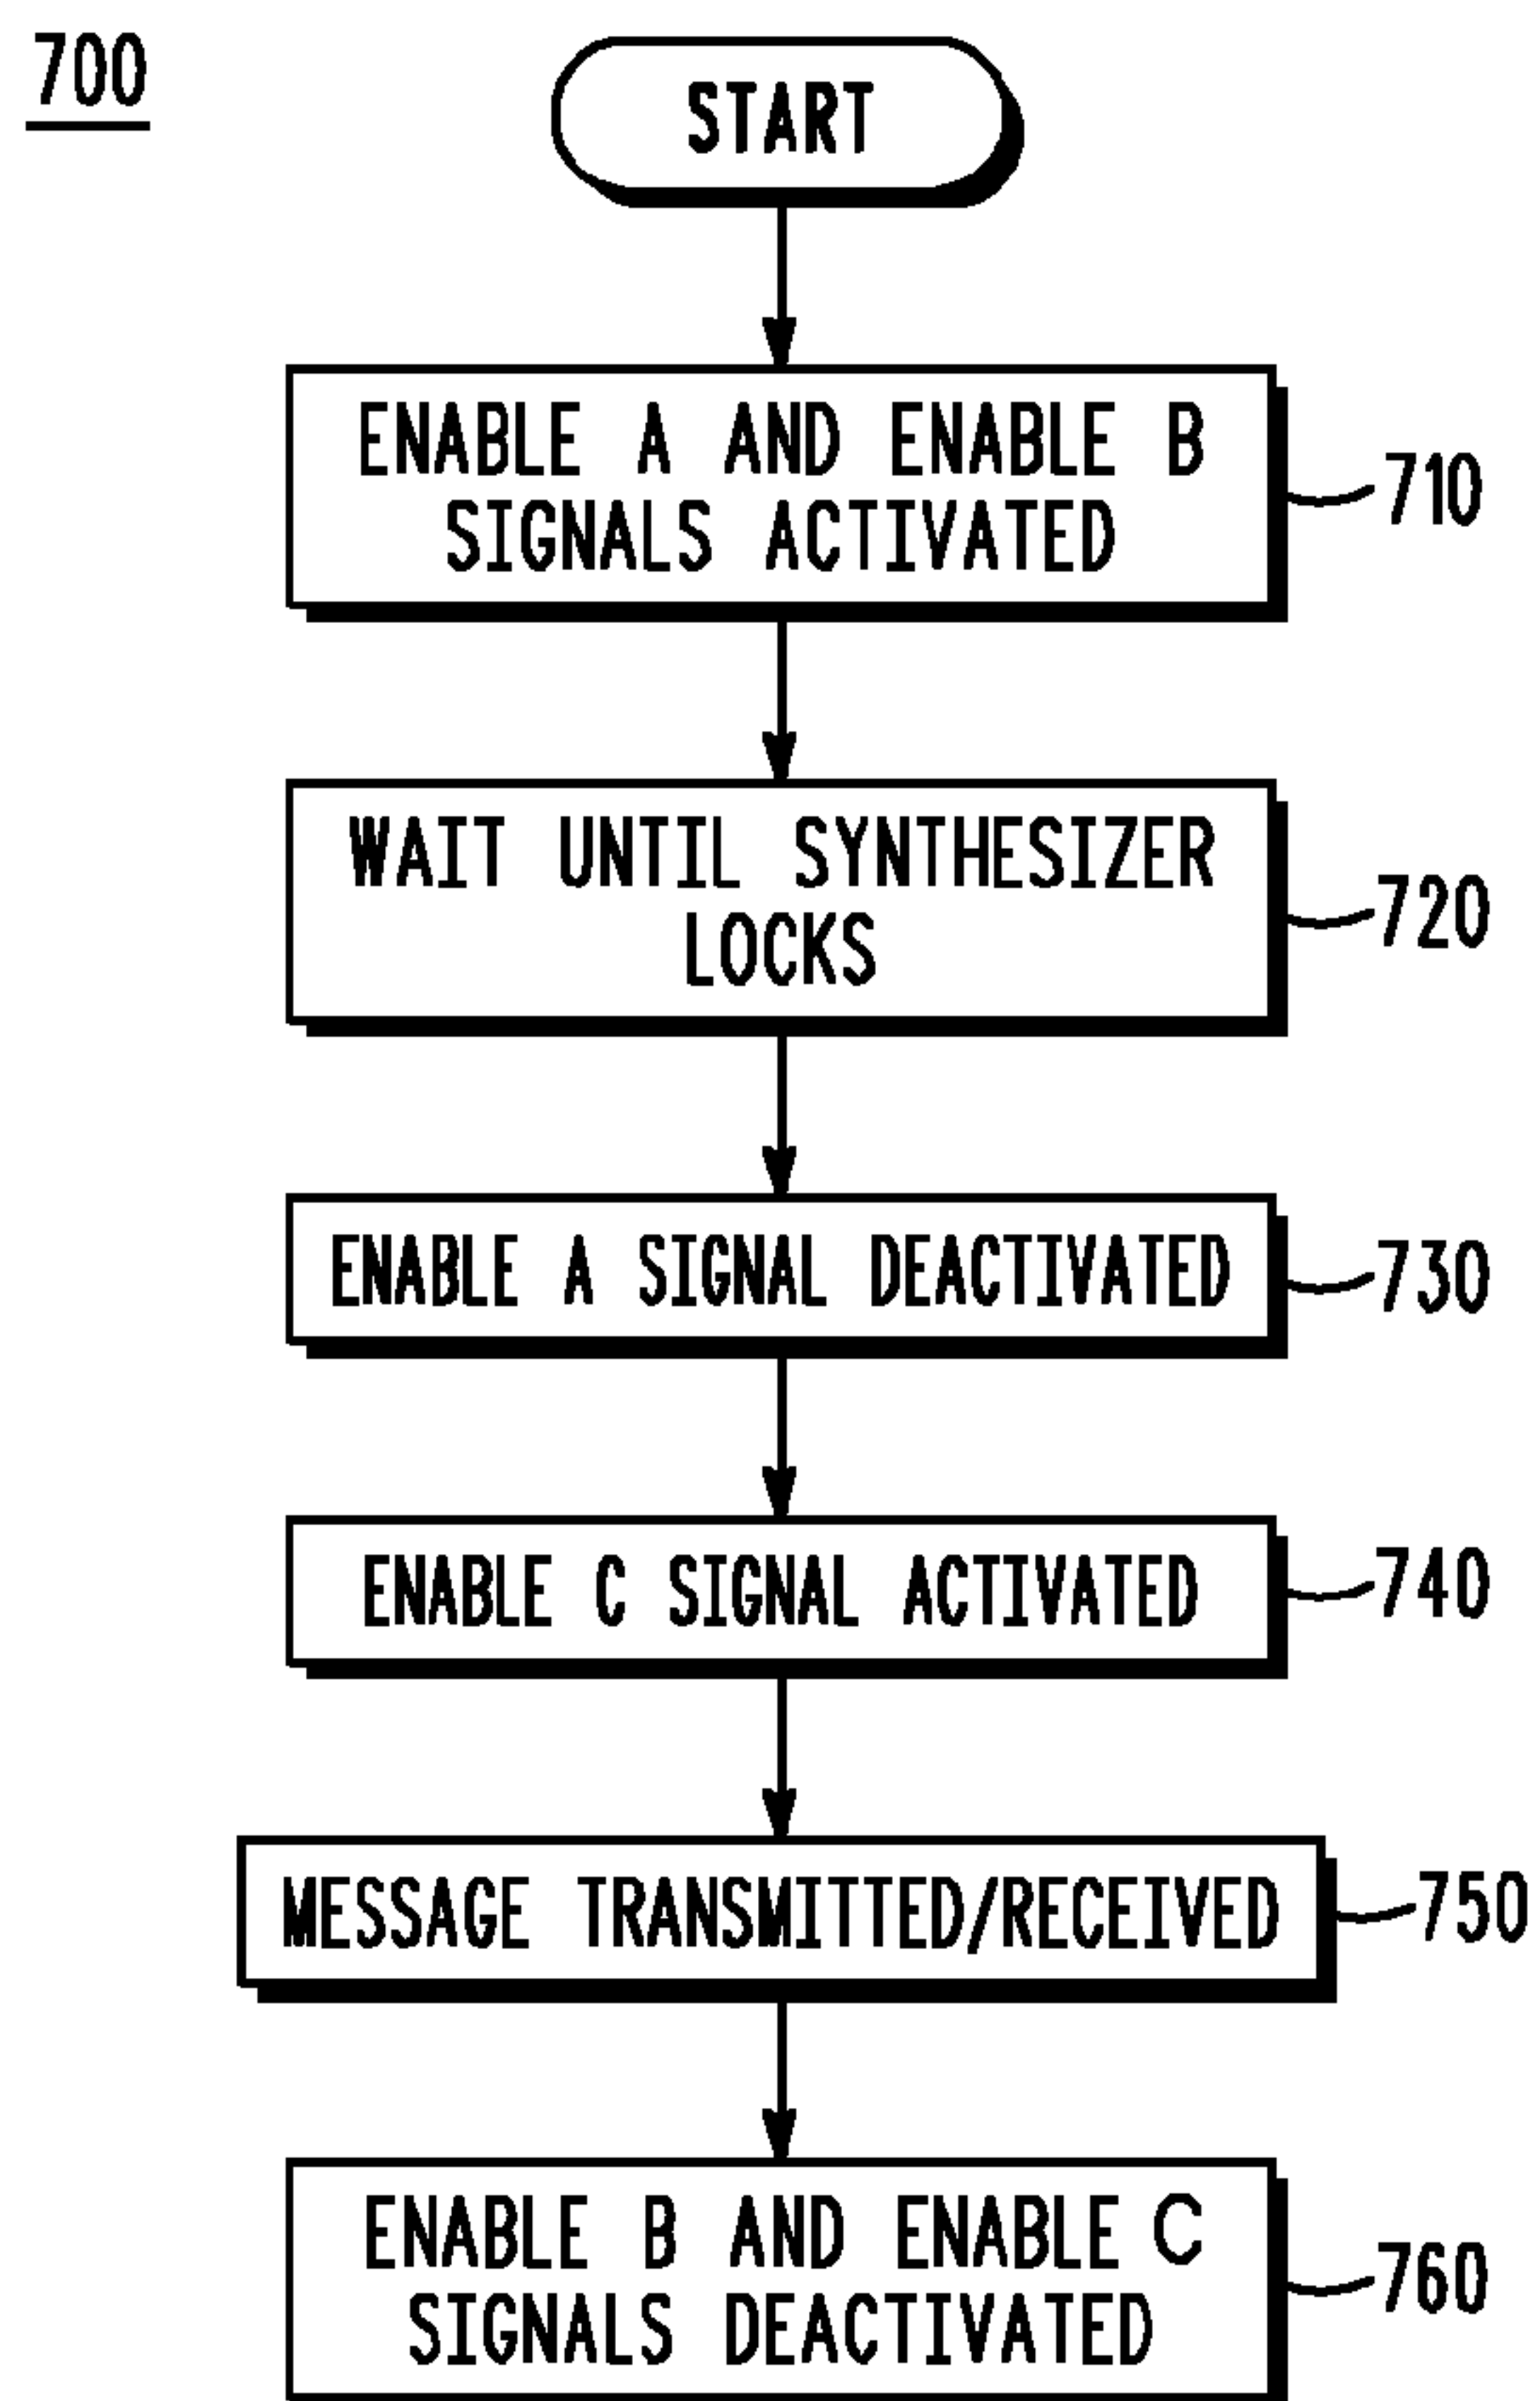 700
START
ENABLE A AND ENABLE B
SIGNALS ACTIVATED
710
WAIT UNTIL SYNTHESIZER
LOCKS
720
ENABLE A SIGNAL DEACTIVATED
730
ENABLE C SIGNAL ACTIVATED
740
MESSAGE TRANSMITTED/RECEIVED
750
ENABLE B AND ENABLE C
SIGNALS DEACTIVATED
760